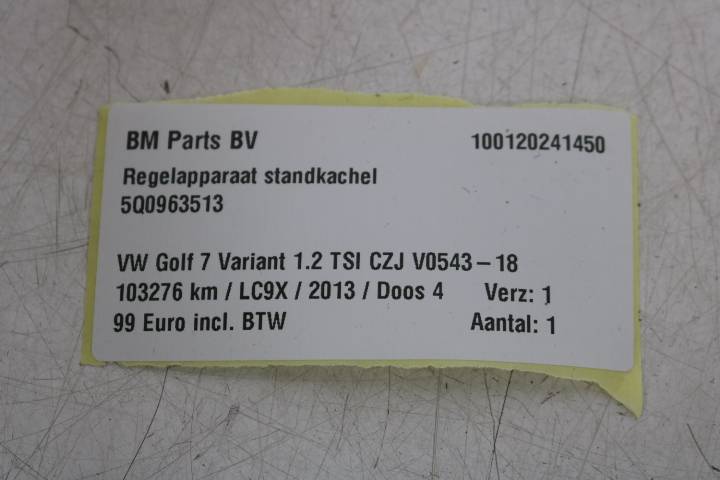 BM Parts BV 100120241450
Regelapparaat standkachel
5Q0963513
VW Golf 7 Variant 1.2 TSI CZJ V0543-18
103276 km / LC9X / 2013 / Doos 4 Verz: 1
99 Euro incl. BTW Aantal: 1